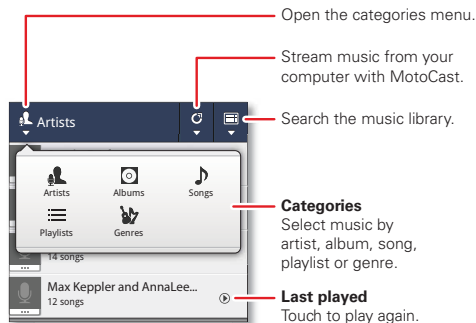 Open the categories menu.
Stream music from your
computer with MotoCast.
Search the music library.
Artists
Artists
Albums
Songs
Playlists
Genres
14 songs
Max Keppler and AnnaLee...
12 songs
Categories
Select music by
artist, album, song,
playlist or genre.
Last played
Touch to play again.